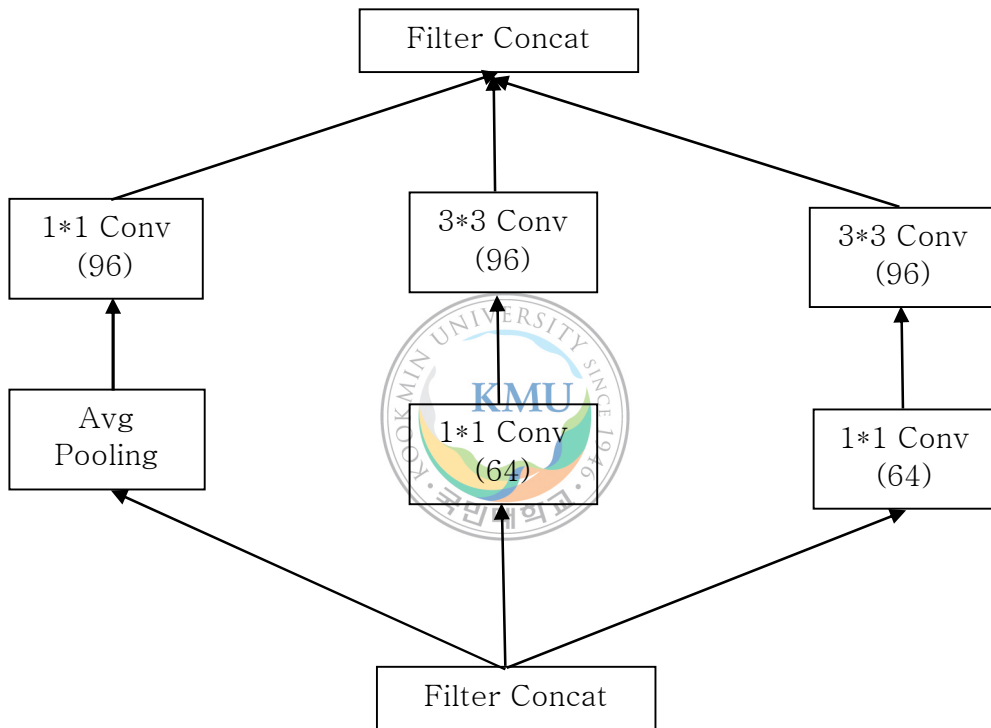 Filter Concat
1*1 Conv
(96)
3*3 Conv
(96)
3*3 Conv
(96)
KOOKMIN UNIVERSITY SINCE 1946
KMU
국민대학교
Avg
Pooling
1*1 Conv
(64)
1*1 Conv
(64)
Filter Concat